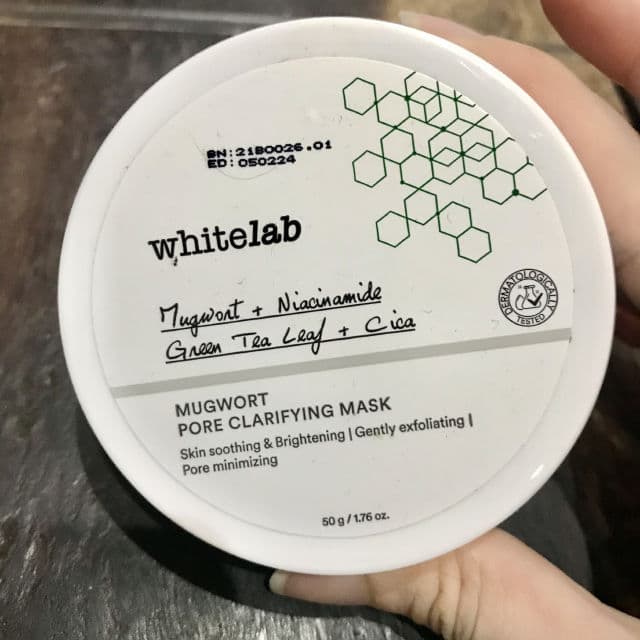 BN:21B0026.01
ED:050224
whitelab
Mugwort + Niacinamide
Green Tea Leaf + Cica
DERMATOLOGICALLY
TESTED
MUGWORT
PORE CLARIFYING MASK
Skin soothing & Brightening | Gently exfoliating |
Pore minimizing
50 g / 1.76 oz.